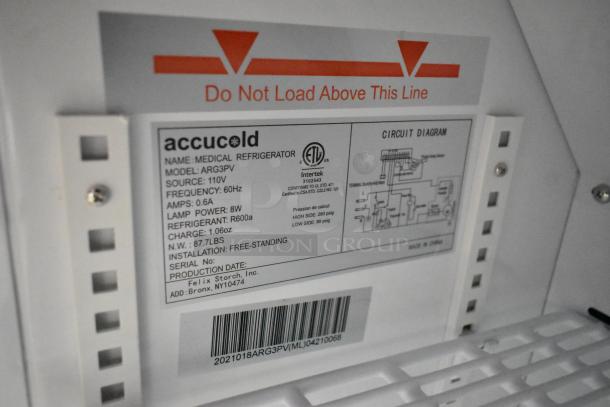 Do Not Load Above This Line
accucold
NAME: MEDICAL REFRIGERATOR
MODEL: ARG3PV
SOURCE: 110V
FREQUENCY: 60Hz
AMPS: 0.6A
LAMP POWER: 8W
REFRIGERANT: R600a
CHARGE: 1.06oz
N.W.: 87.7LBS
INSTALLATION: FREE-STANDING
SERIAL No:
PRODUCTION DATE:
Felix Storch, Inc.
ADD: Bronx, NY10474
ETL
Intertek
CIRCUIT DIAGRAM
MADE IN CHINA
2021018ARG3PV(ML)04210068
GROUP